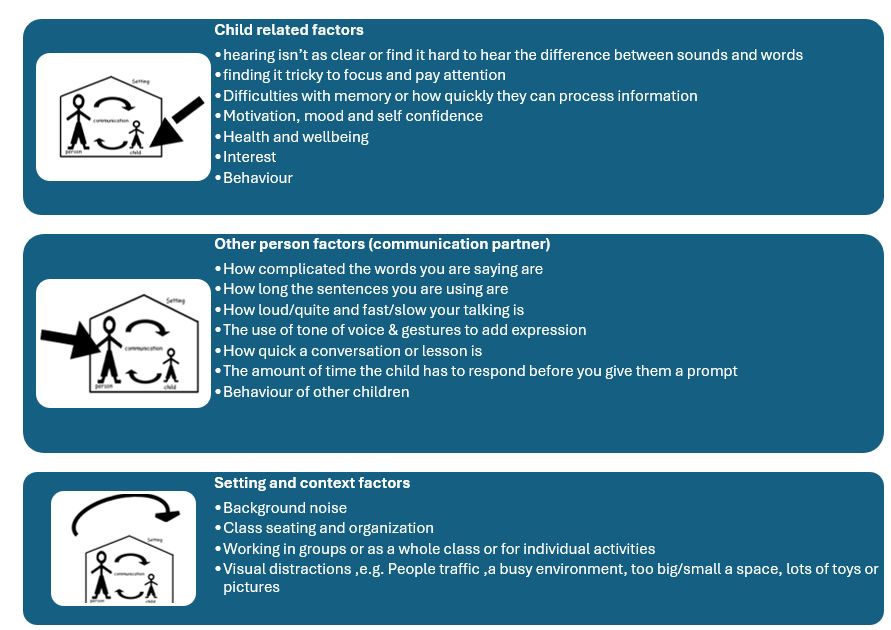 Child related factors
•hearing isn't as clear or find it hard to hear the difference between sounds and words
•finding it tricky to focus and pay attention
•Difficulties with memory or how quickly they can process information
•Motivation, mood and self confidence
•Health and wellbeing
•Interest
•Behaviour
Setting
communication
person
child
Other person factors (communication partner)
•How complicated the words you are saying are
•How long the sentences you are using are
•How loud/quite and fast/slow your talking is
•The use of tone of voice & gestures to add expression
•How quick a conversation or lesson is
•The amount of time the child has to respond before you give them a prompt
•Behaviour of other children
Setting
communication
person
child
Setting and context factors
•Background noise
•Class seating and organization
•Working in groups or as a whole class or for individual activities
•Visual distractions ,e.g. People traffic ,a busy environment, too big/small a space, lots of toys or
pictures
Setting
communication
person
child